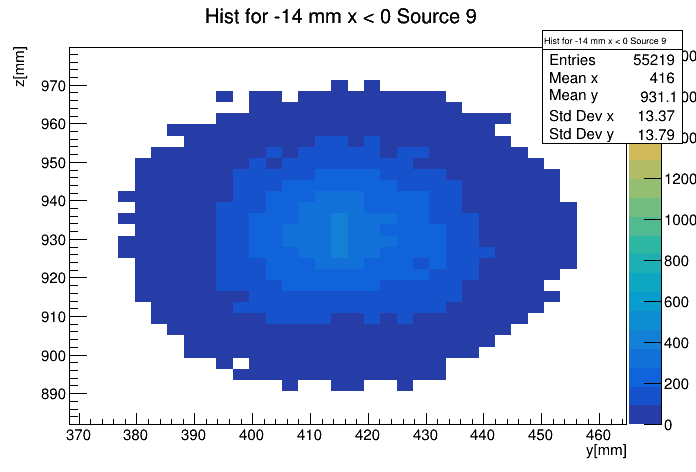 Hist for -14 mm x < 0 Source 9
z[mm]
Hist for -14 mm x < 0 Source 9
Entries 55219
Mean x 416
Mean y 931.1
Std Dev x 13.37
Std Dev y 13.79
970
960
950
940
930
920
910
900
890
1200
1000
800
600
400
200
0
370 380 390 400 410 420 430 440 450 460
y[mm]